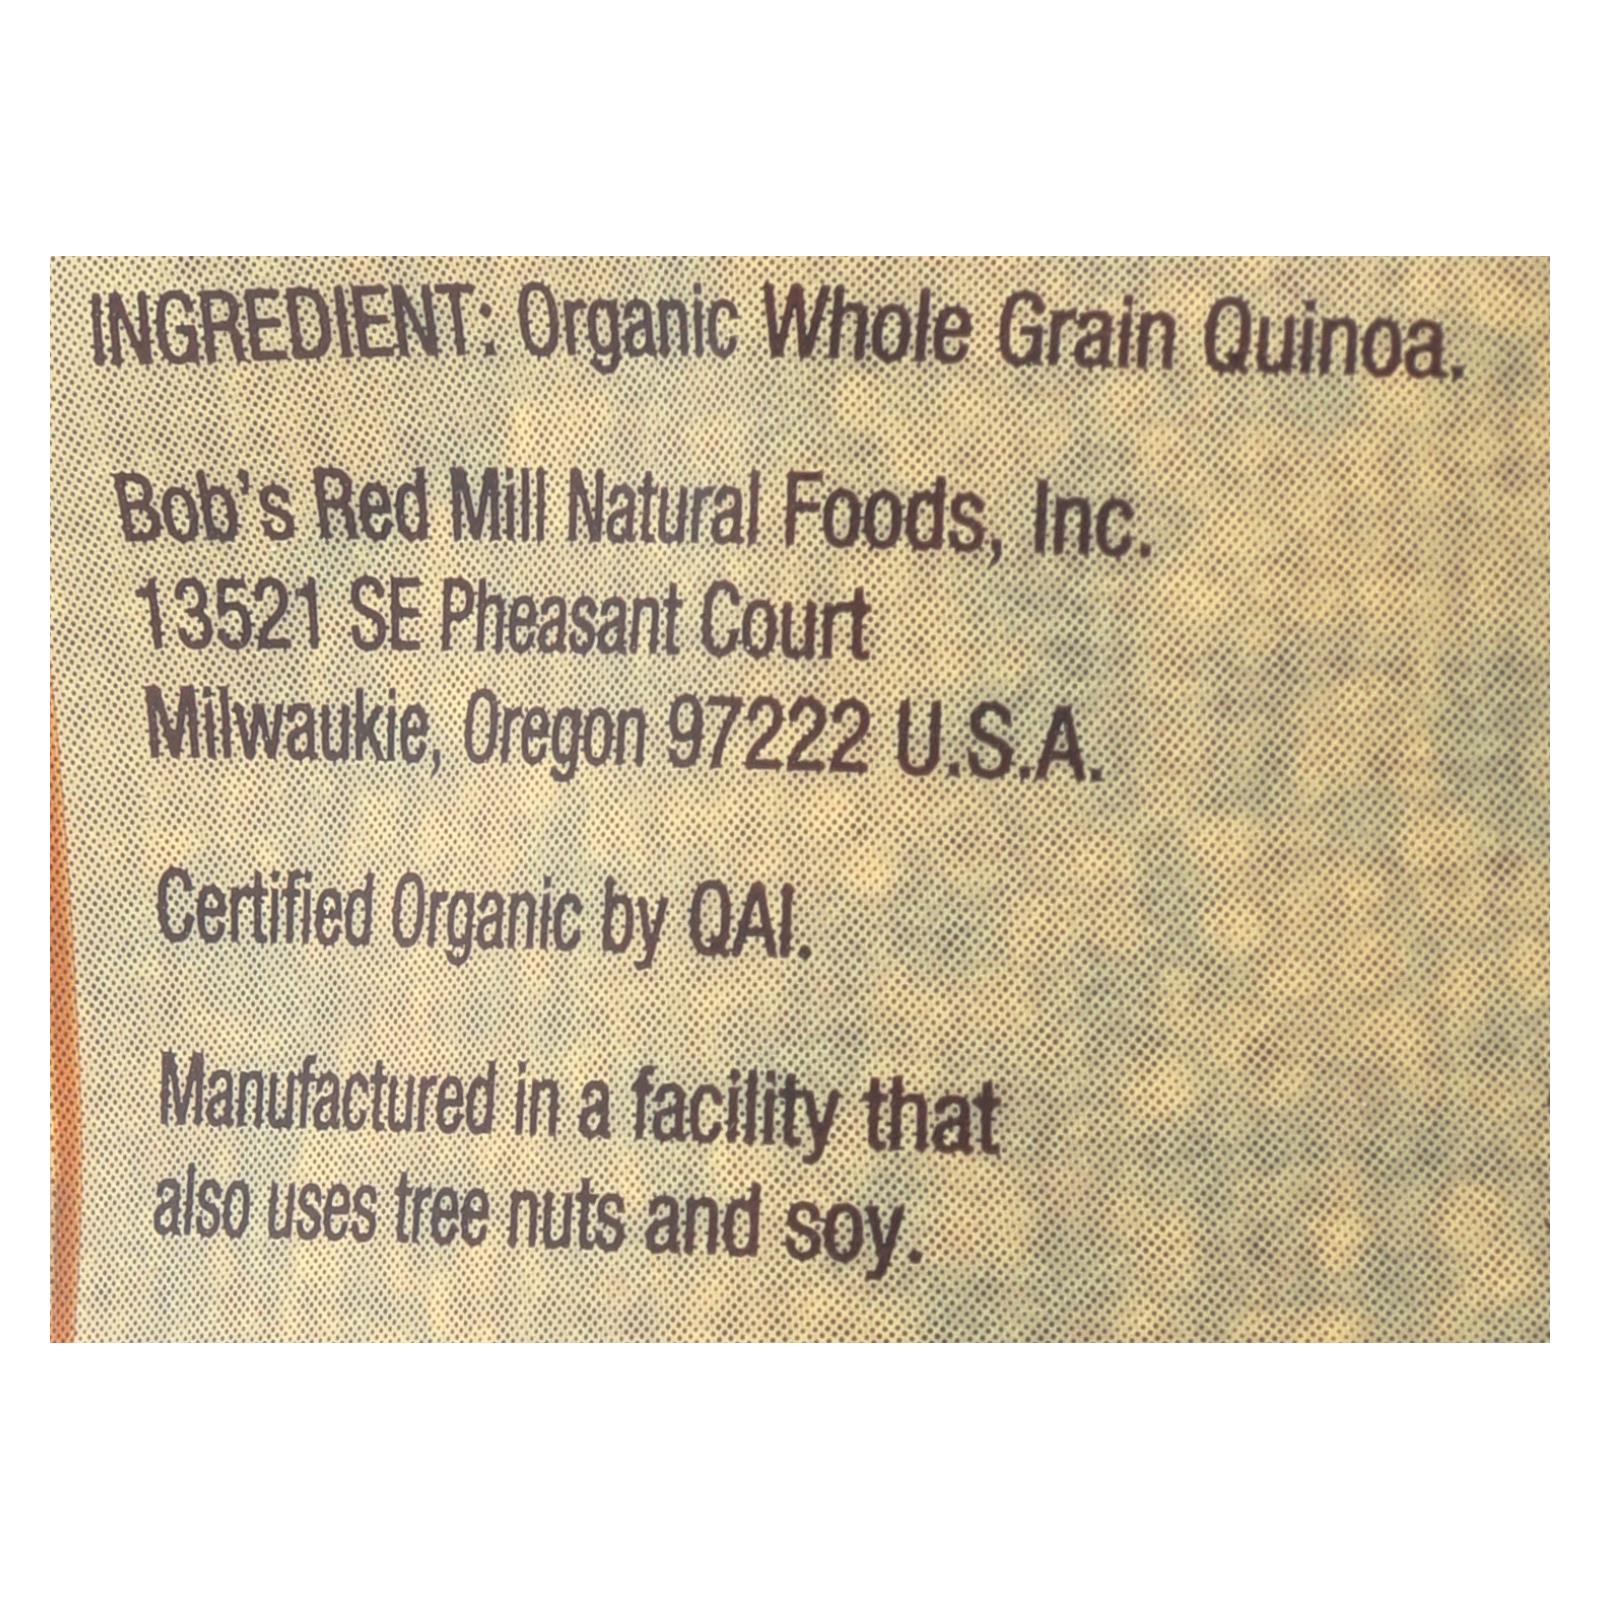 INGREDIENT: Organic Whole Grain Quinoa.
Bob's Red Mill Natural Foods, Inc.
13521 SE Pheasant Court
Milwaukie, Oregon 97222 U.S.A.
Certified Organic by QAI.
Manufactured in a facility that
also uses tree nuts and soy.